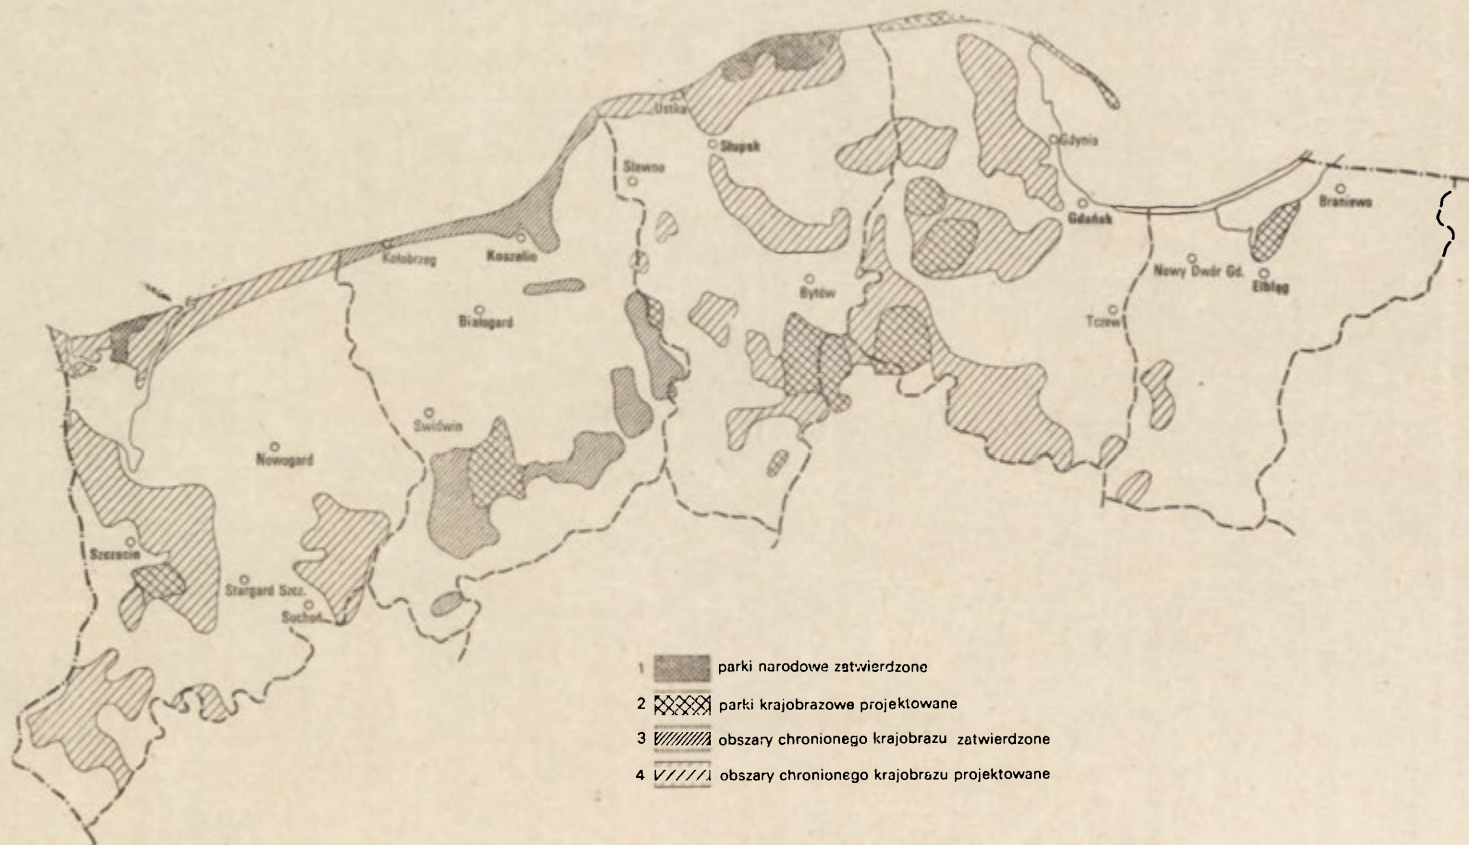 Ustka
Słupsk
Gdynia
Sławno
Braniewo
Gdańsk
Kołobrzeg
Koszalin
Nowy Dwór Gd.
Elbląg
Bytów
Białogard
Tczew
Świdwin
Nowogard
Szczecin
Stargard Szcz.
Suchań
1 parki narodowe zatwierdzone
2 parki krajobrazowe projektowane
3 obszary chronionego krajobrazu zatwierdzone
4 obszary chronionego krajobrazu projektowane